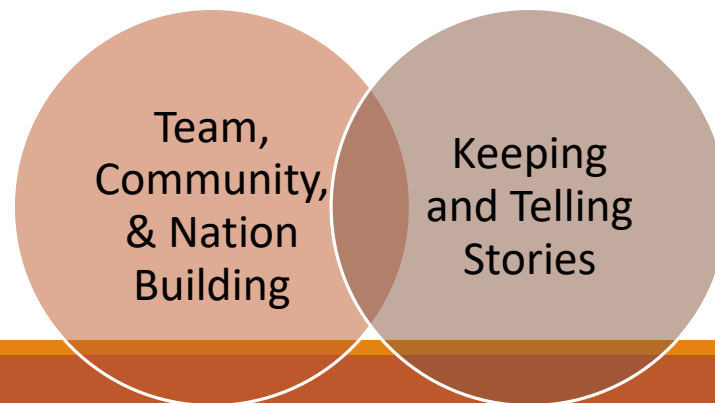 Team,
Community,
& Nation
Building
Keeping
and Telling
Stories